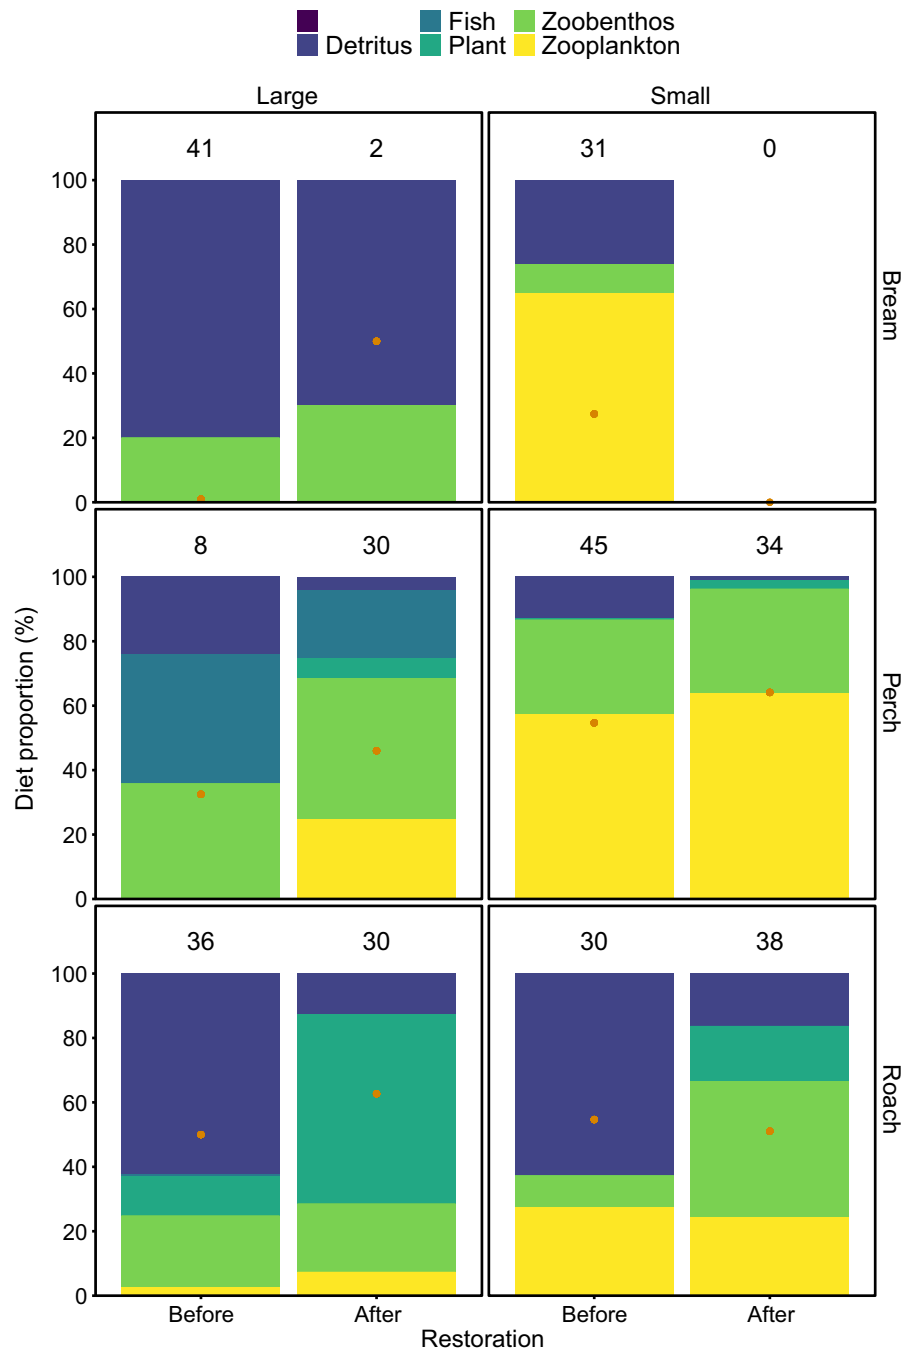 Fish Zoobenthos
Detritus Plant Zooplankton
Large Small
41 2 31 0
100
80
60
40
20
0
Bream
8 30 45 34
100
80
60
40
20
0
Perch
Diet proportion (%)
36 30 30 38
100
80
60
40
20
0
Roach
Before After Before After
Restoration